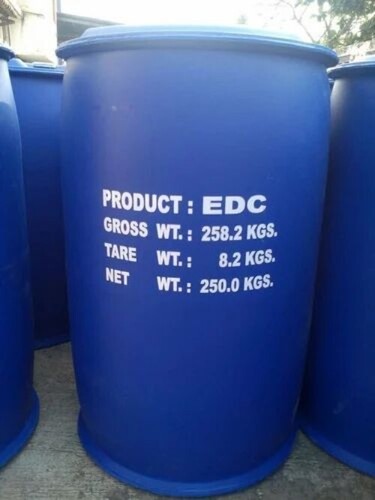 PRODUCT : EDC
GROSS WT. : 258.2 KGS.
TARE WT. : 8.2 KGS.
NET WT. : 250.0 KGS.